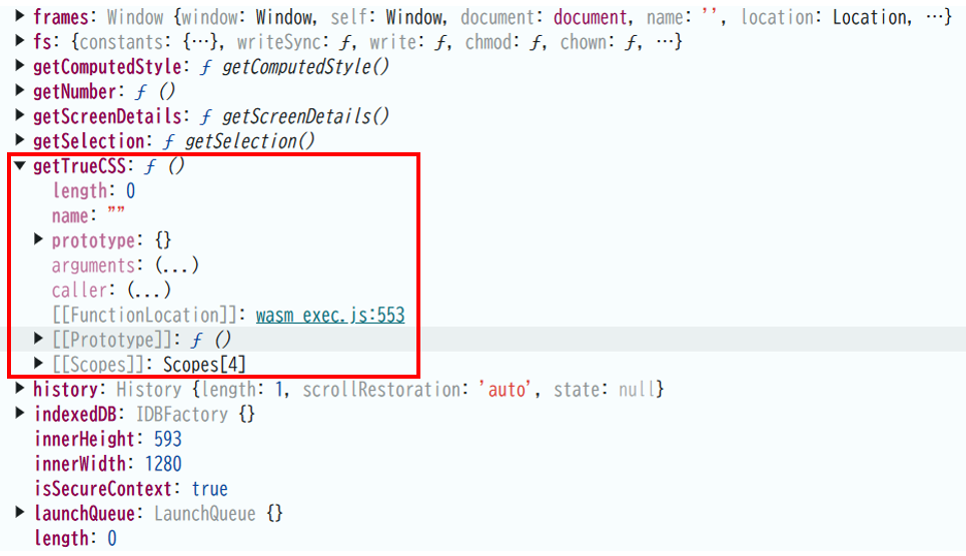 ▶ frames: Window {window: Window, self: Window, document: document, name: '', location: Location, …}
▶ fs: {constants: {…}, writeSync: ƒ, write: ƒ, chmod: ƒ, chown: ƒ, …}
▶ getComputedStyle: ƒ getComputedStyle()
▶ getNumber: ƒ ()
▶ getScreenDetails: ƒ getScreenDetails()
▶ getSelection: ƒ getSelection()
▼ getTrueCSS: ƒ ()
length: 0
name: ""
▶ prototype: {}
arguments: (...)
caller: (...)
[[FunctionLocation]]: wasm_exec.js:553
▶ [[Prototype]]: ƒ ()
▶ [[Scopes]]: Scopes[4]
▶ history: History {length: 1, scrollRestoration: 'auto', state: null}
▶ indexedDB: IDBFactory {}
innerHeight: 593
innerWidth: 1280
isSecureContext: true
▶ launchQueue: LaunchQueue {}
length: 0